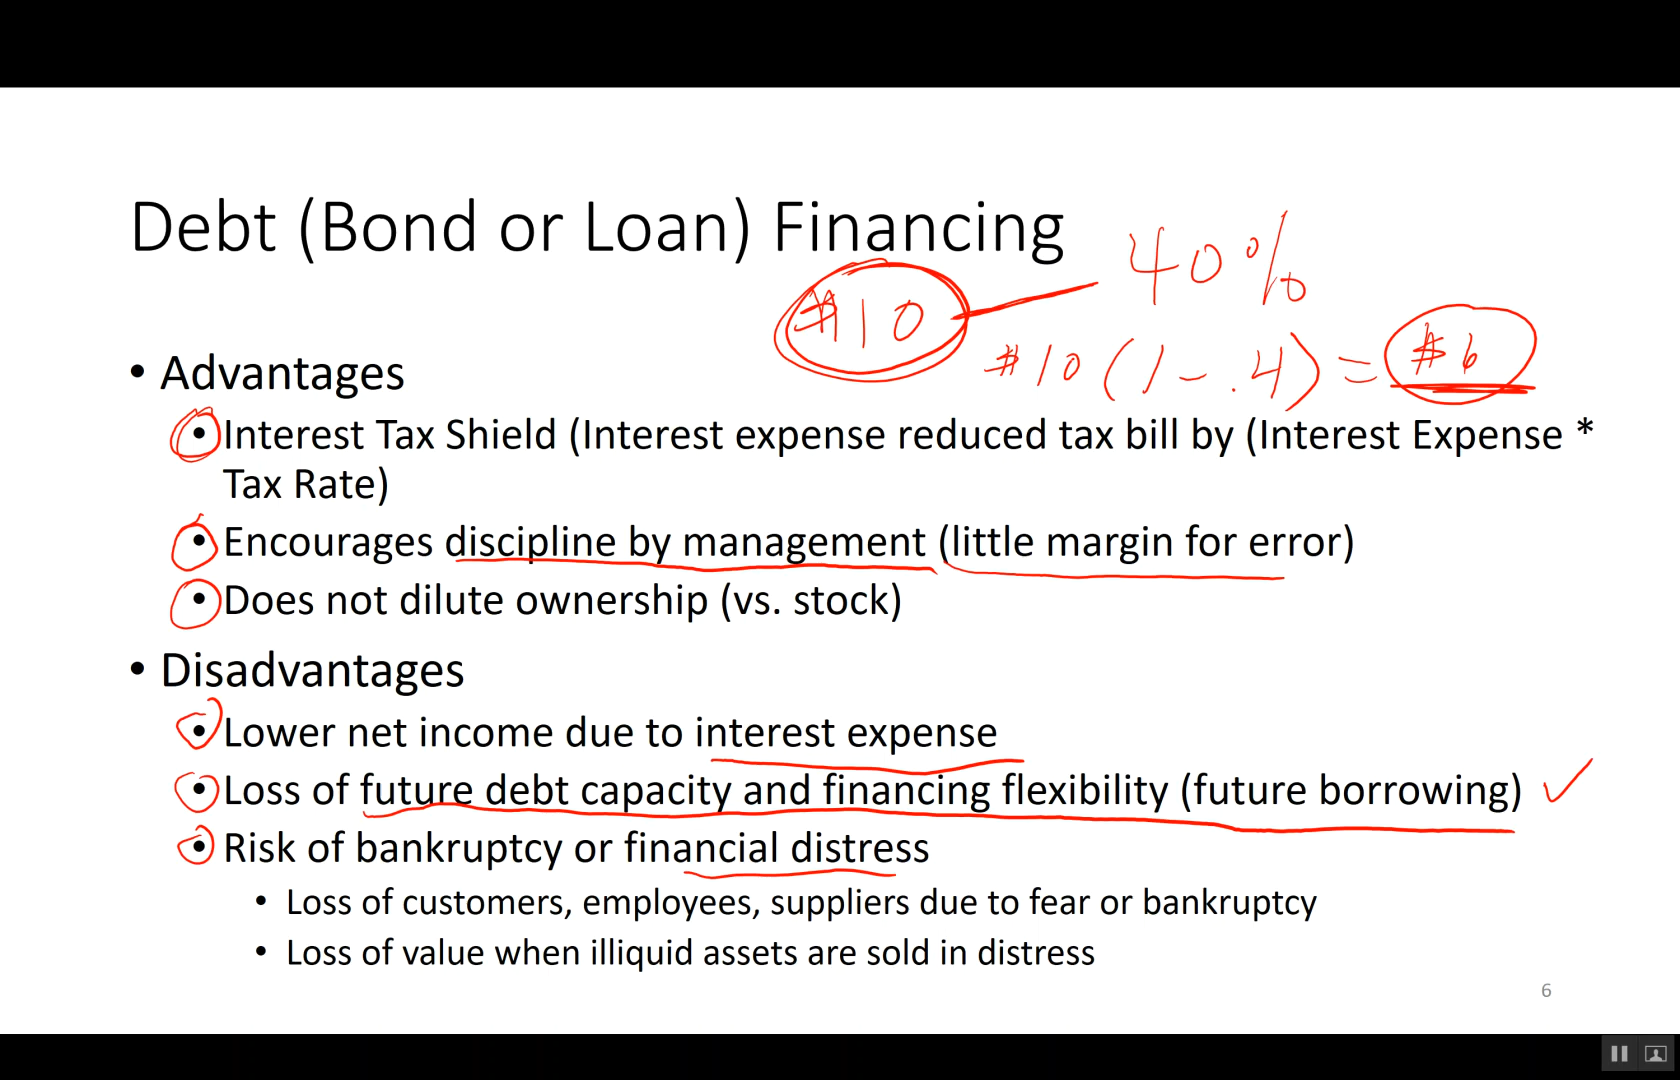 Debt (Bond or Loan) Financing
40%
$10
$10 (1 - .4) = $6
• Advantages
• Interest Tax Shield (Interest expense reduced tax bill by (Interest Expense *
Tax Rate)
• Encourages discipline by management (little margin for error)
• Does not dilute ownership (vs. stock)
• Disadvantages
• Lower net income due to interest expense
• Loss of future debt capacity and financing flexibility (future borrowing) ✓
• Risk of bankruptcy or financial distress
• Loss of customers, employees, suppliers due to fear or bankruptcy
• Loss of value when illiquid assets are sold in distress
6